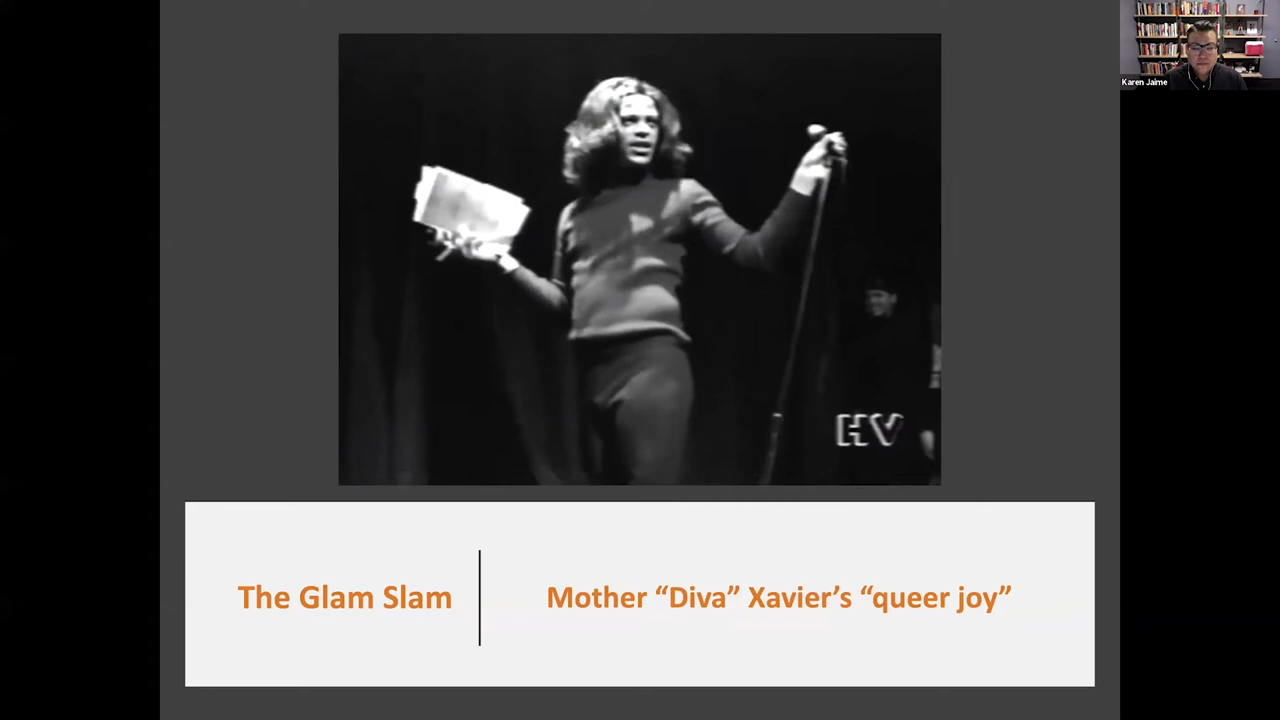 Karen Jaime
HV
The Glam Slam
Mother “Diva” Xavier’s “queer joy”